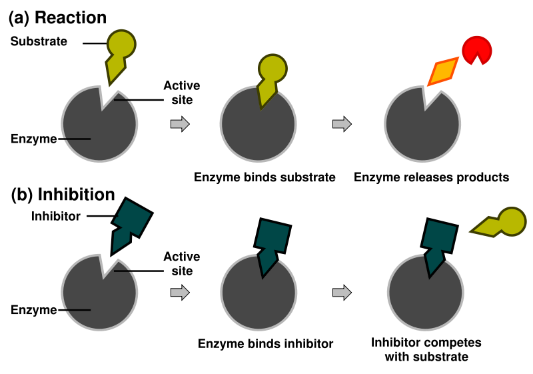 (a) Reaction
Substrate
Active
site
Enzyme
Enzyme binds substrate
Enzyme releases products
(b) Inhibition
Inhibitor
Active
site
Enzyme
Enzyme binds inhibitor
Inhibitor competes
with substrate